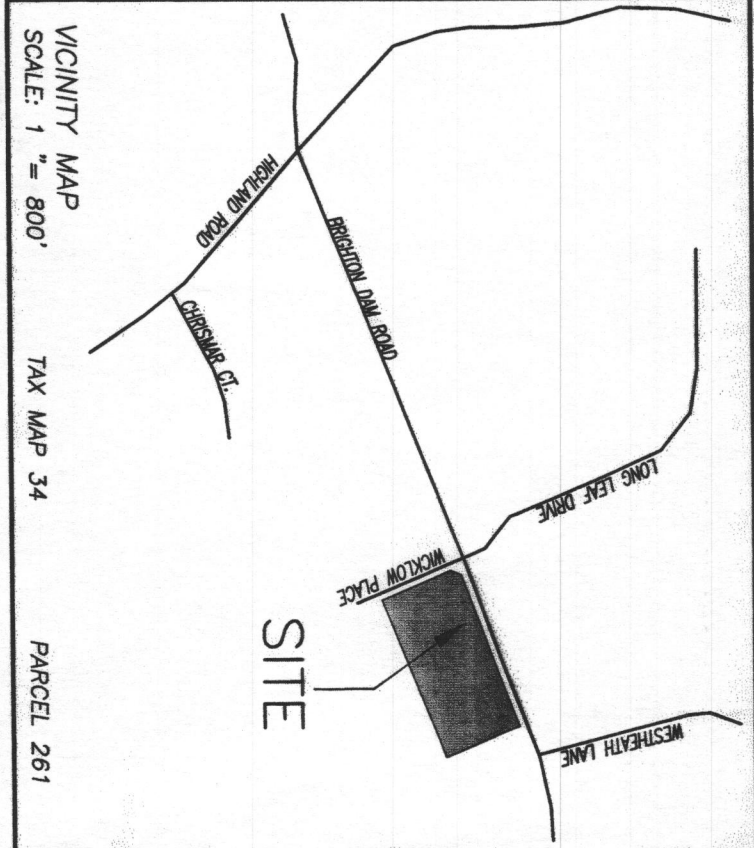 HIGHLAND ROAD
BRIGHTON DAM ROAD
CHRISMAR CT.
LONG LEAF DRIVE
WICKLOW PLACE
WESTHEATH LANE
SITE
VICINITY MAP
SCALE: 1 "= 800'
TAX MAP 34
PARCEL 261